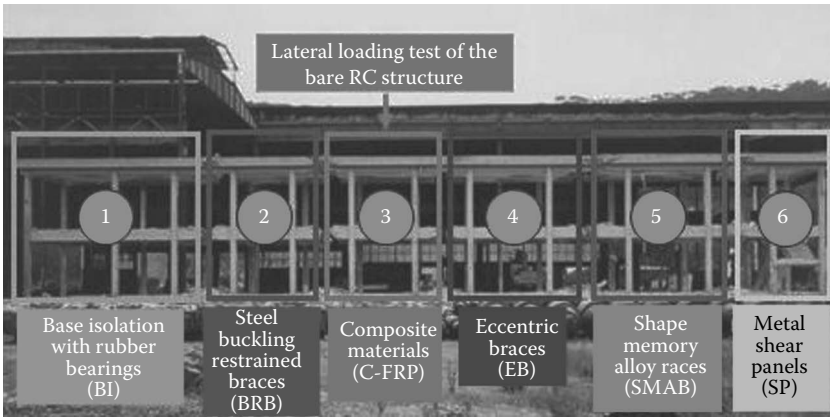 Lateral loading test of the
bare RC structure
1
2
3
4
5
6
Base isolation
with rubber
bearings
(BI)
Steel
buckling
restrained
braces
(BRB)
Composite
materials
(C-FRP)
Eccentric
braces
(EB)
Shape
memory
alloy races
(SMAB)
Metal
shear
panels
(SP)